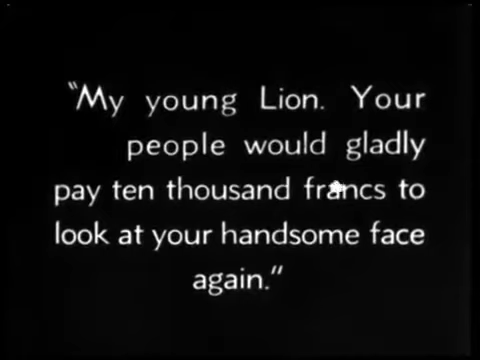 "My young Lion. Your
people would gladly
pay ten thousand francs to
look at your handsome face
again."